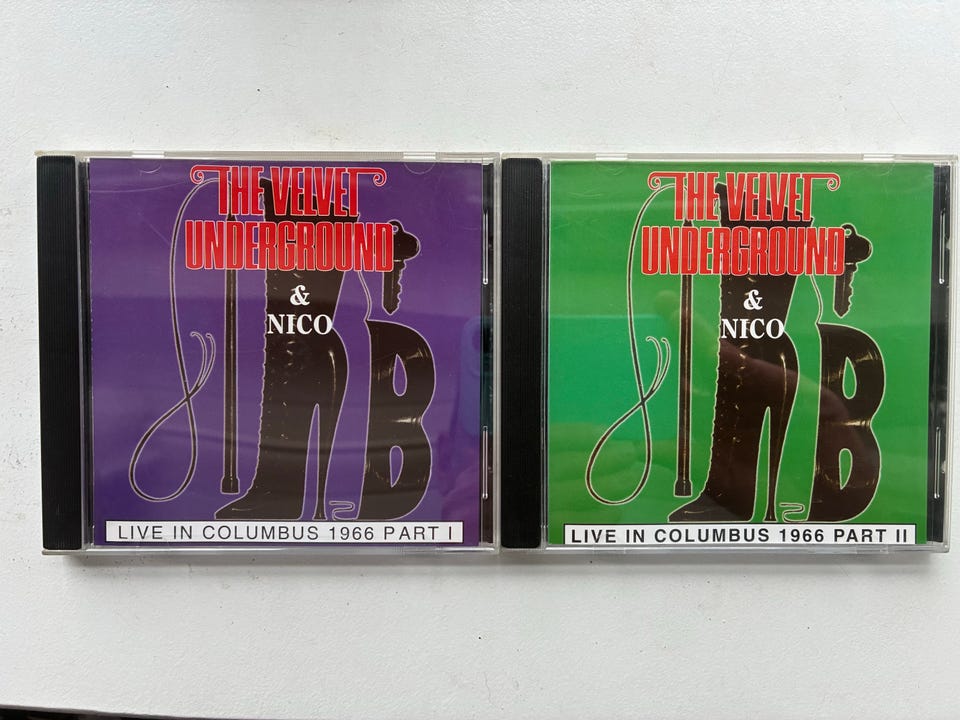 THE VELVET
UNDERGROUND
&
NICO
LIVE IN COLUMBUS 1966 PART I
THE VELVET
UNDERGROUND
&
NICO
LIVE IN COLUMBUS 1966 PART II